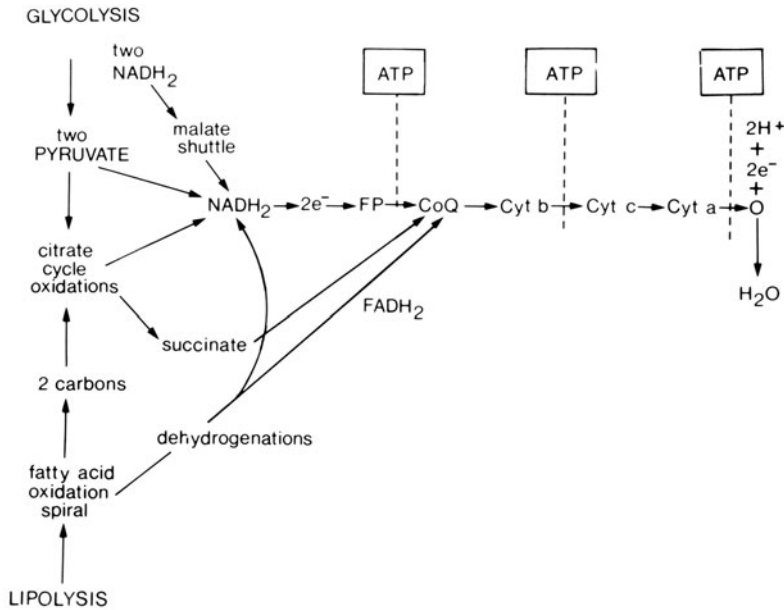 GLYCOLYSIS
two
NADH₂
ATP
ATP
ATP
malate
shuttle
two
PYRUVATE
2H+
+
2e⁻
+
NADH₂
2e⁻
FP
CoQ
Cyt b
Cyt c
Cyt a
O
citrate
cycle
oxidations
H₂O
FADH₂
succinate
2 carbons
dehydrogenations
fatty acid
oxidation
spiral
LIPOLYSIS